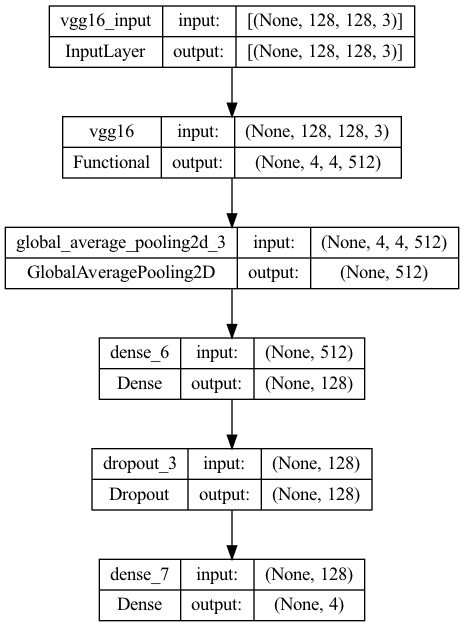 vgg16_input input: [(None, 128, 128, 3)]
InputLayer output: [(None, 128, 128, 3)]
vgg16 input: (None, 128, 128, 3)
Functional output: (None, 4, 4, 512)
global_average_pooling2d_3 input: (None, 4, 4, 512)
GlobalAveragePooling2D output: (None, 512)
dense_6 input: (None, 512)
Dense output: (None, 128)
dropout_3 input: (None, 128)
Dropout output: (None, 128)
dense_7 input: (None, 128)
Dense output: (None, 4)